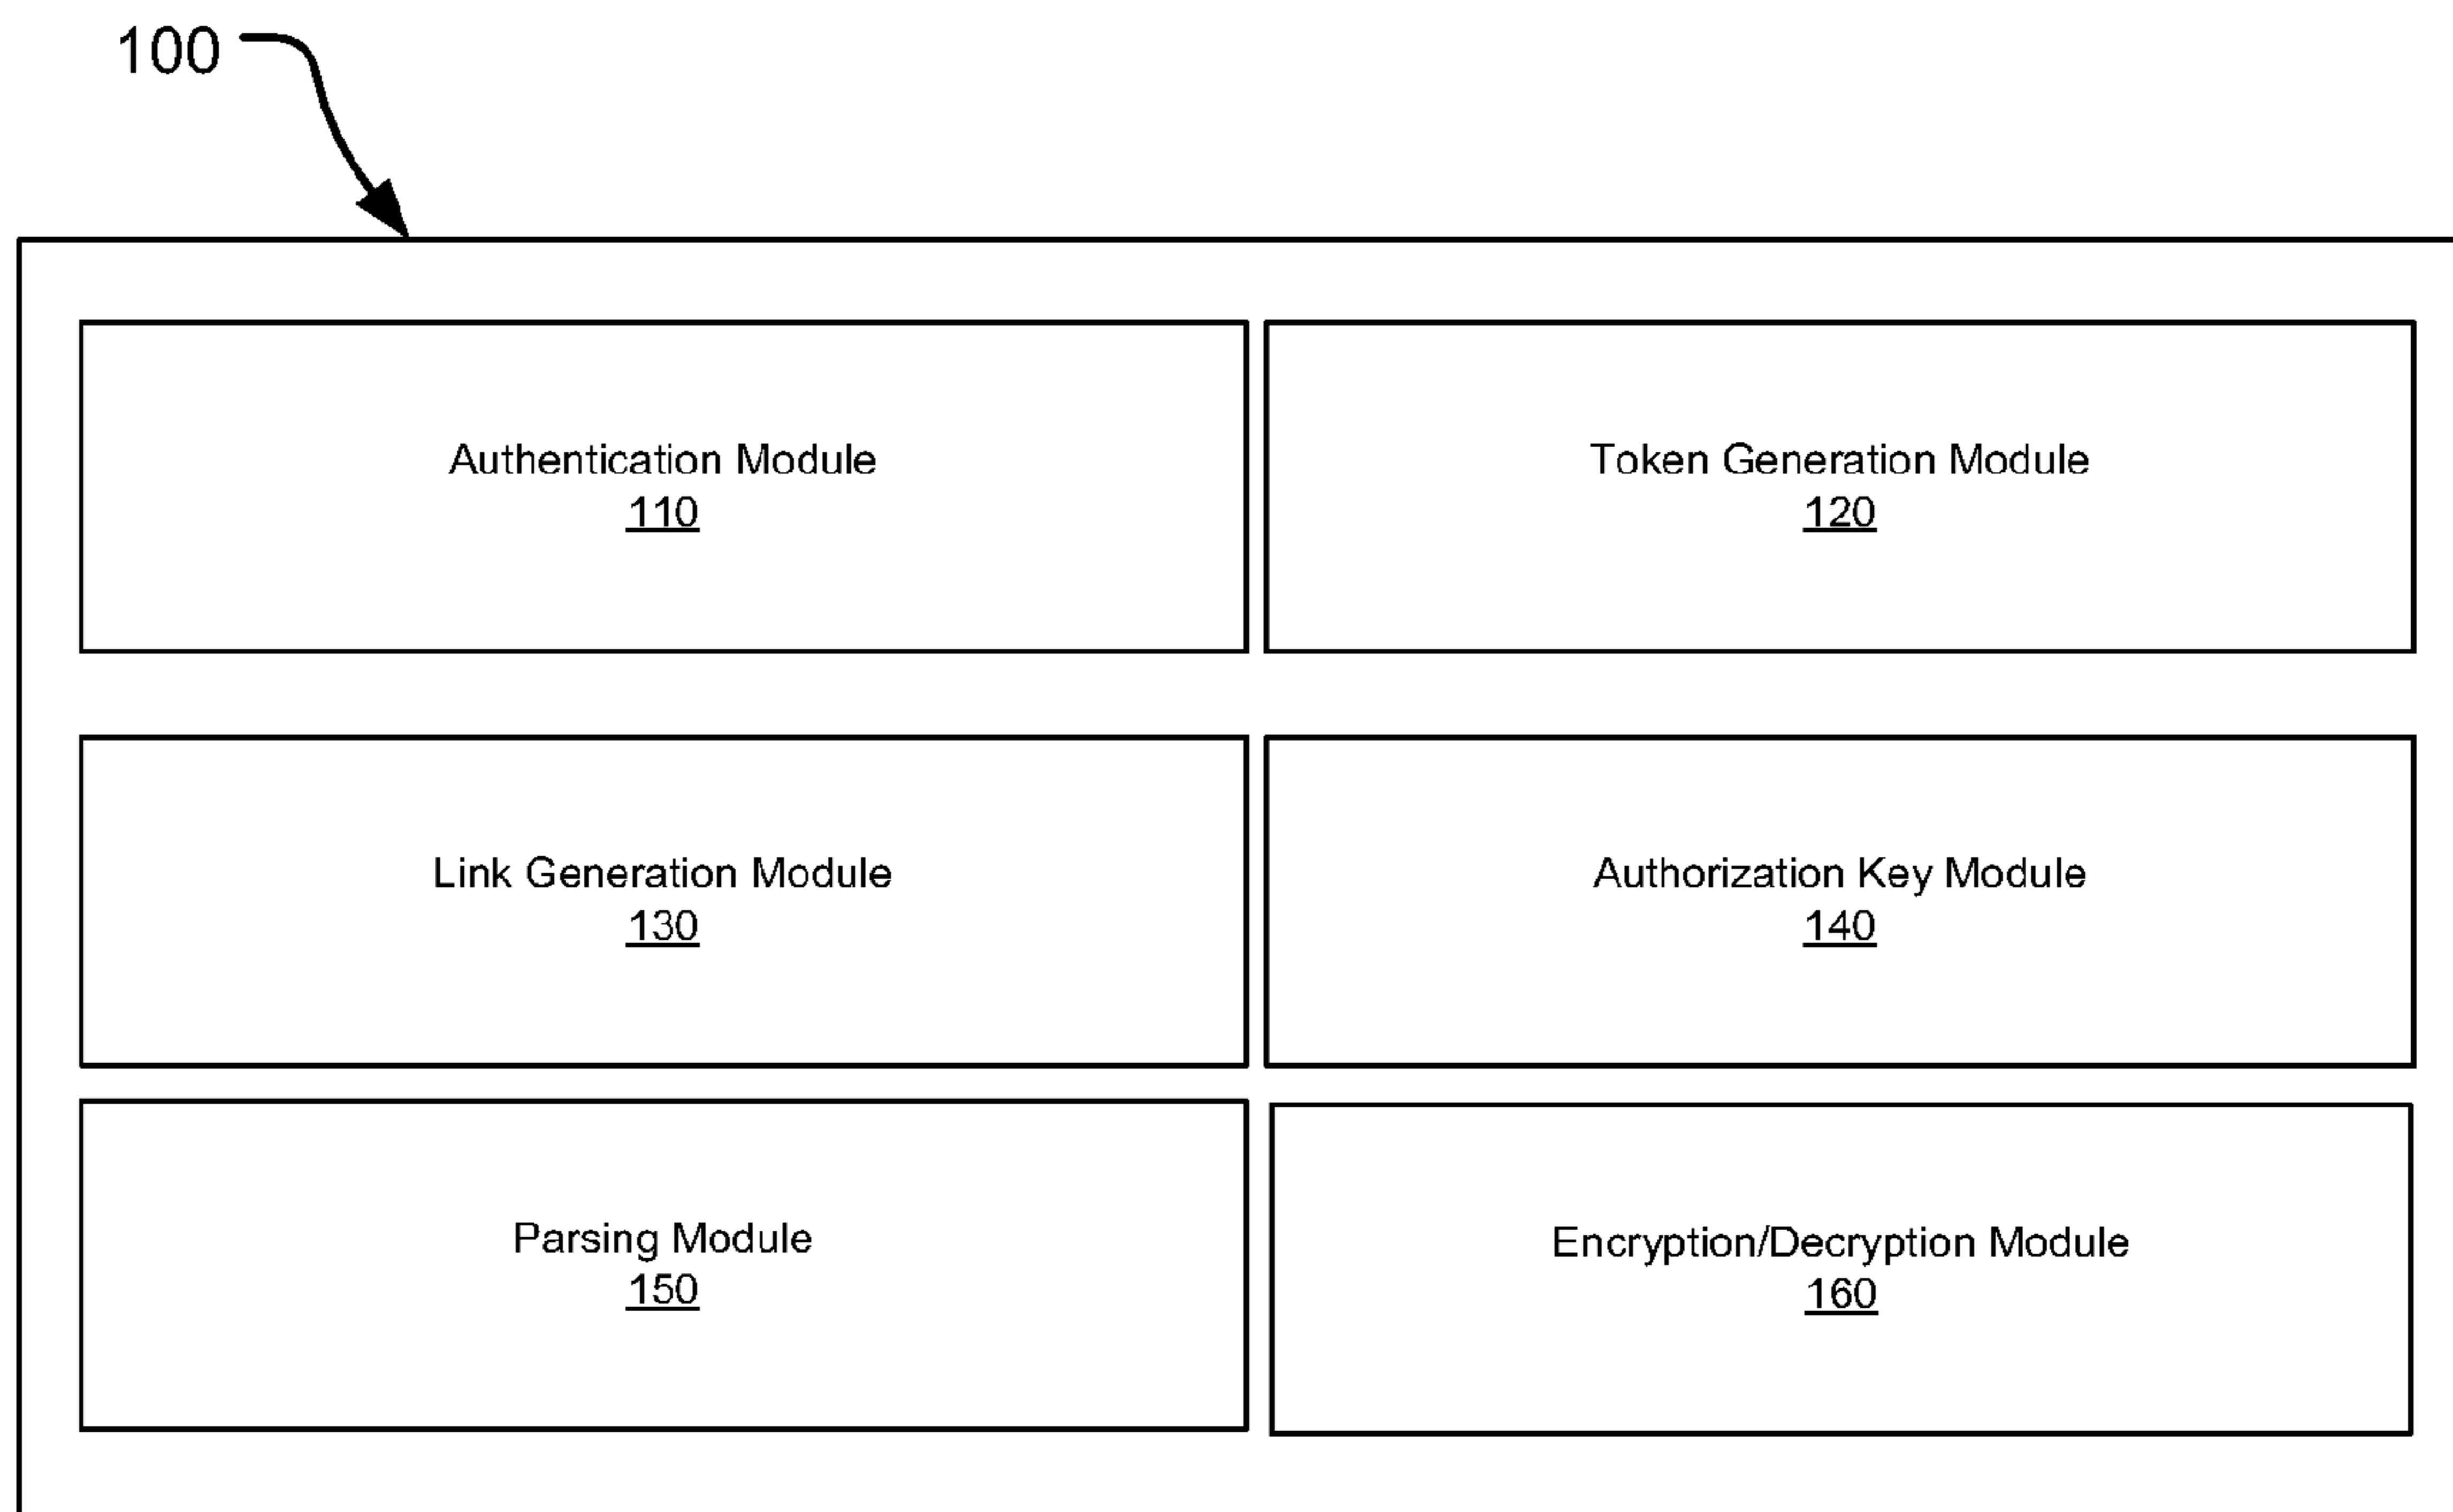 100
Authentication Module
110
Token Generation Module
120
Link Generation Module
130
Authorization Key Module
140
Parsing Module
150
Encryption/Decryption Module
160